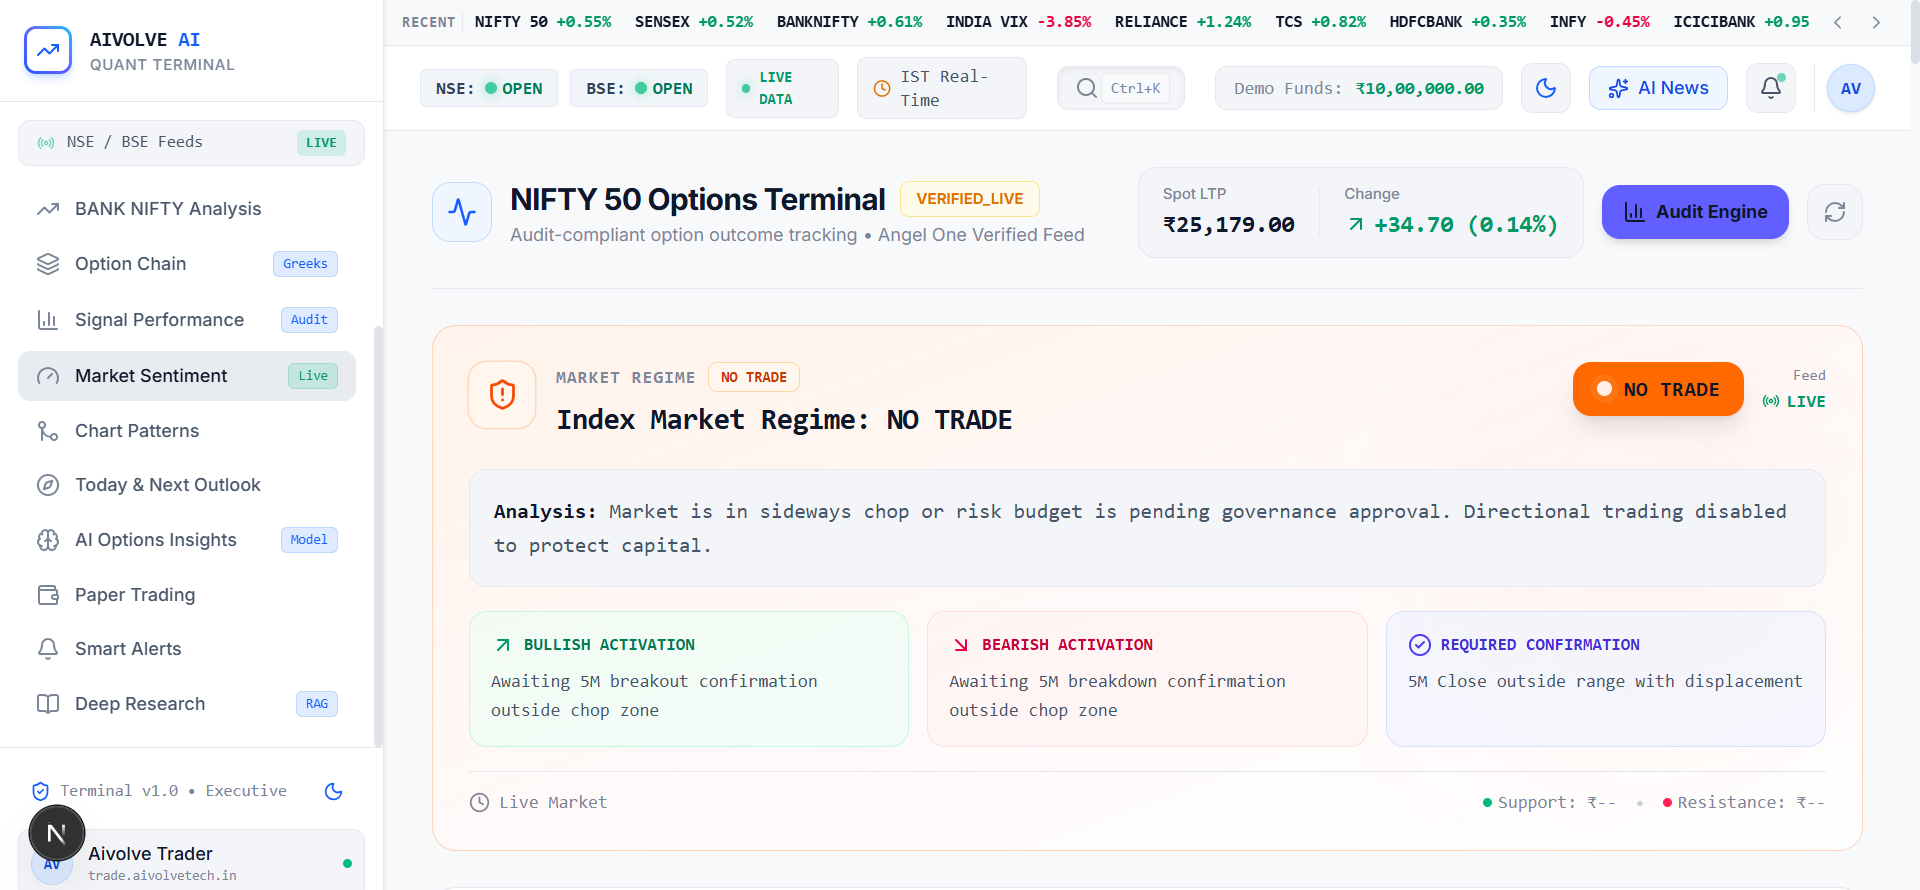 AIVOLVE AI
QUANT TERMINAL
NSE / BSE Feeds LIVE
BANK NIFTY Analysis
Option Chain Greeks
Signal Performance Audit
Market Sentiment Live
Chart Patterns
Today & Next Outlook
AI Options Insights Model
Paper Trading
Smart Alerts
Deep Research RAG
Terminal v1.0 • Executive
N
AV
Aivolve Trader
trade.aivolvetech.in
RECENT NIFTY 50 +0.55% SENSEX +0.52% BANKNIFTY +0.61% INDIA VIX -3.85% RELIANCE +1.24% TCS +0.82% HDFCBANK +0.35% INFY -0.45% ICICIBANK +0.95
NSE: OPEN
BSE: OPEN
LIVE
DATA
IST Real-
Time
Ctrl+K
Demo Funds: ₹10,00,000.00
AI News
AV
NIFTY 50 Options Terminal VERIFIED_LIVE
Audit-compliant option outcome tracking • Angel One Verified Feed
Spot LTP
₹25,179.00
Change
+34.70 (0.14%)
Audit Engine
MARKET REGIME NO TRADE
Index Market Regime: NO TRADE
NO TRADE
Feed
LIVE
Analysis: Market is in sideways chop or risk budget is pending governance approval. Directional trading disabled
to protect capital.
BULLISH ACTIVATION
Awaiting 5M breakout confirmation
outside chop zone
BEARISH ACTIVATION
Awaiting 5M breakdown confirmation
outside chop zone
REQUIRED CONFIRMATION
5M Close outside range with displacement
Live Market
Support: ₹-- • Resistance: ₹--